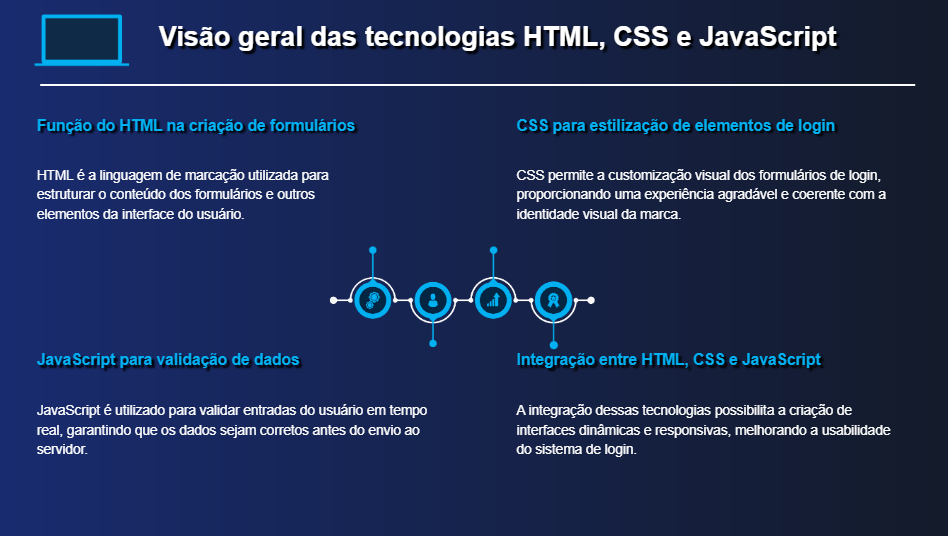 Visão geral das tecnologias HTML, CSS e JavaScript
Função do HTML na criação de formulários
HTML é a linguagem de marcação utilizada para
estruturar o conteúdo dos formulários e outros
elementos da interface do usuário.
CSS para estilização de elementos de login
CSS permite a customização visual dos formulários de login,
proporcionando uma experiência agradável e coerente com a
identidade visual da marca.
JavaScript para validação de dados
JavaScript é utilizado para validar entradas do usuário em tempo
real, garantindo que os dados sejam corretos antes do envio ao
servidor.
Integração entre HTML, CSS e JavaScript
A integração dessas tecnologias possibilita a criação de
interfaces dinâmicas e responsivas, melhorando a usabilidade
do sistema de login.